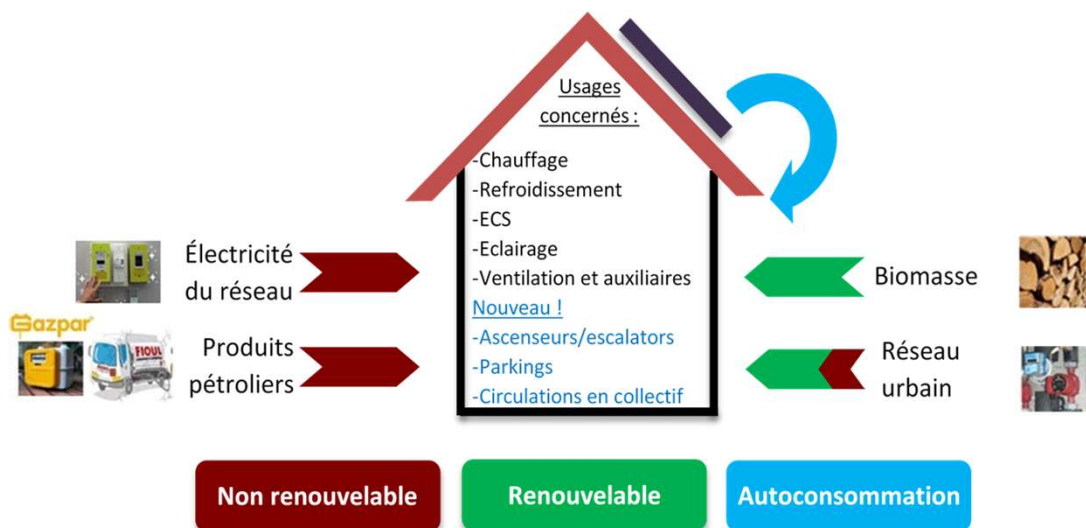 Usages
concernés :
-Chauffage
-Refroidissement
-ECS
-Eclairage
-Ventilation et auxiliaires
Nouveau !
-Ascenseurs/escalators
-Parkings
-Circulations en collectif
Électricité
du réseau
Gazpar
FIOUL
Produits
pétroliers
Biomasse
Réseau
urbain
Non renouvelable
Renouvelable
Autoconsommation